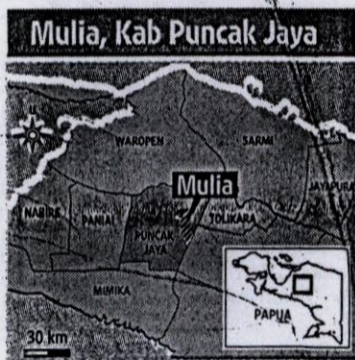 Mulia, Kab Puncak Jaya
U
WAROPEN
SARMI
Mulia
JAYAPURA
NABIRE
PANIAI
PUNCAK
JAYA
TOLIKARA
MIMIKA
PAPUA
30 km